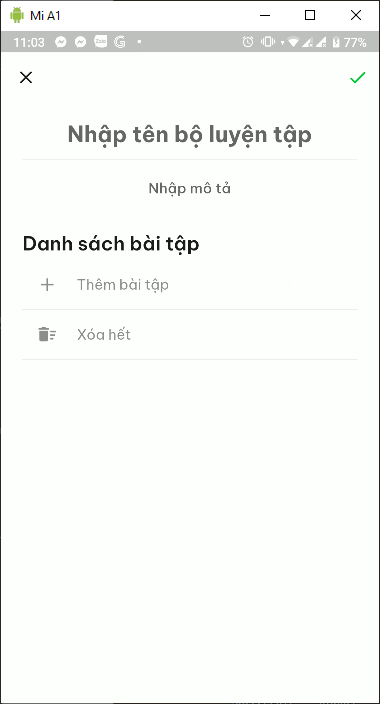 Mi A1
11:03
Zalo
77%
Nhập tên bộ luyện tập
Nhập mô tả
Danh sách bài tập
Thêm bài tập
Xóa hết